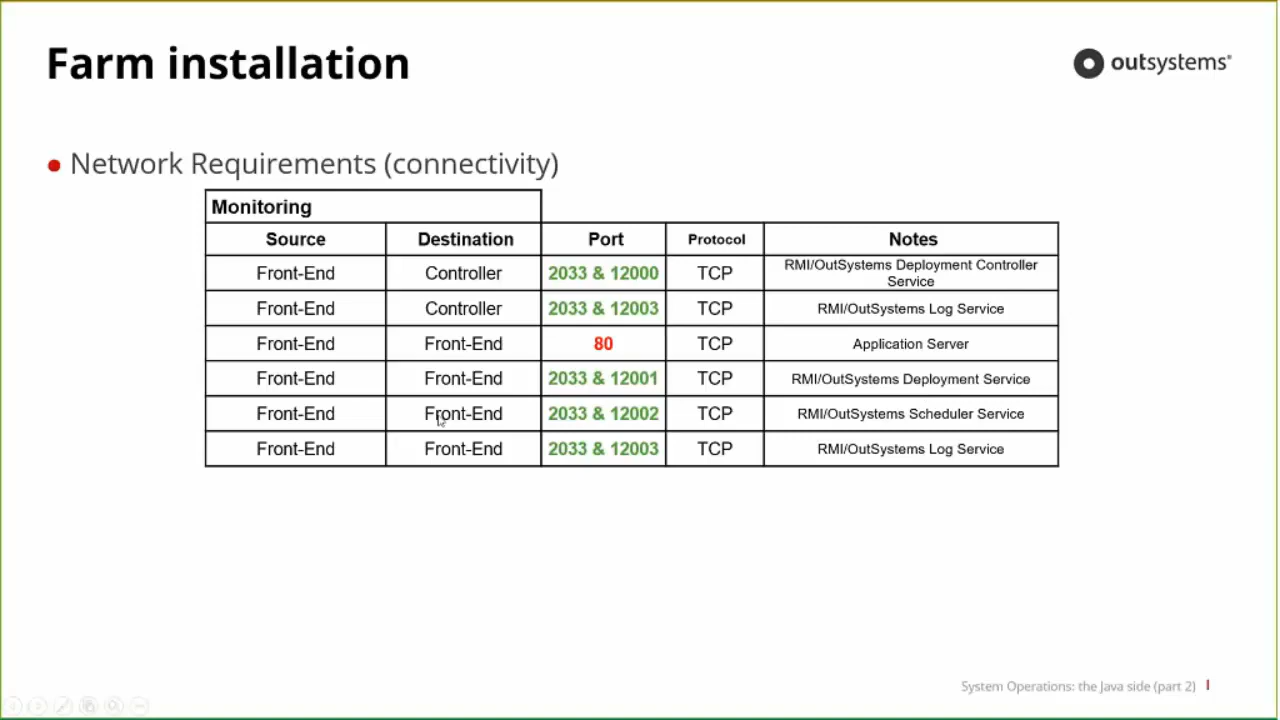 Farm installation
outsystems®
● Network Requirements (connectivity)
Monitoring
Source Destination Port Protocol Notes
Front-End Controller 2033 & 12000 TCP RMI/OutSystems Deployment Controller
Service
Front-End Controller 2033 & 12003 TCP RMI/OutSystems Log Service
Front-End Front-End 80 TCP Application Server
Front-End Front-End 2033 & 12001 TCP RMI/OutSystems Deployment Service
Front-End Front-End 2033 & 12002 TCP RMI/OutSystems Scheduler Service
Front-End Front-End 2033 & 12003 TCP RMI/OutSystems Log Service
System Operations: the Java side (part 2) I